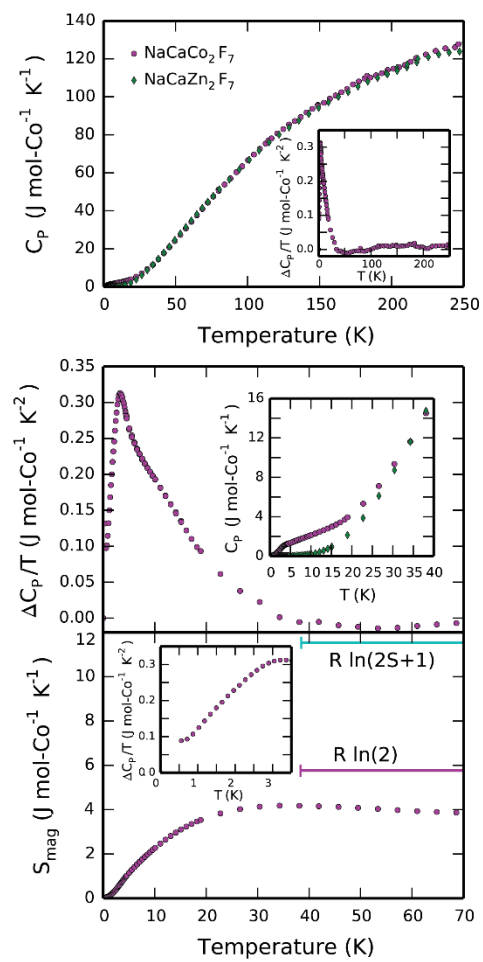 140
120
100
80
60
40
20
0
C_P (J mol-Co^-1 K^-1)
NaCaCo_2F_7
NaCaZn_2F_7
0.3
0.2
0.1
0.0
ΔC_P/T (J mol-Co^-1 K^-2)
0 100 200
T (K)
50 100 150 200 250
Temperature (K)
0.35
0.30
0.25
0.20
0.15
0.10
0.05
0.00
ΔC_P/T (J mol-Co^-1 K^-2)
16
12
8
4
0
C_P (J mol-Co^-1 K^-1)
0 5 10 15 20 25 30 35 40
T (K)
12
10
8
6
4
2
0
S_mag (J mol-Co^-1 K^-1)
0.3
0.2
0.1
0.0
ΔC_P/T (J mol-Co^-1 K^-2)
1 2 3
T (K)
R ln(2S+1)
R ln(2)
0 10 20 30 40 50 60 70
Temperature (K)